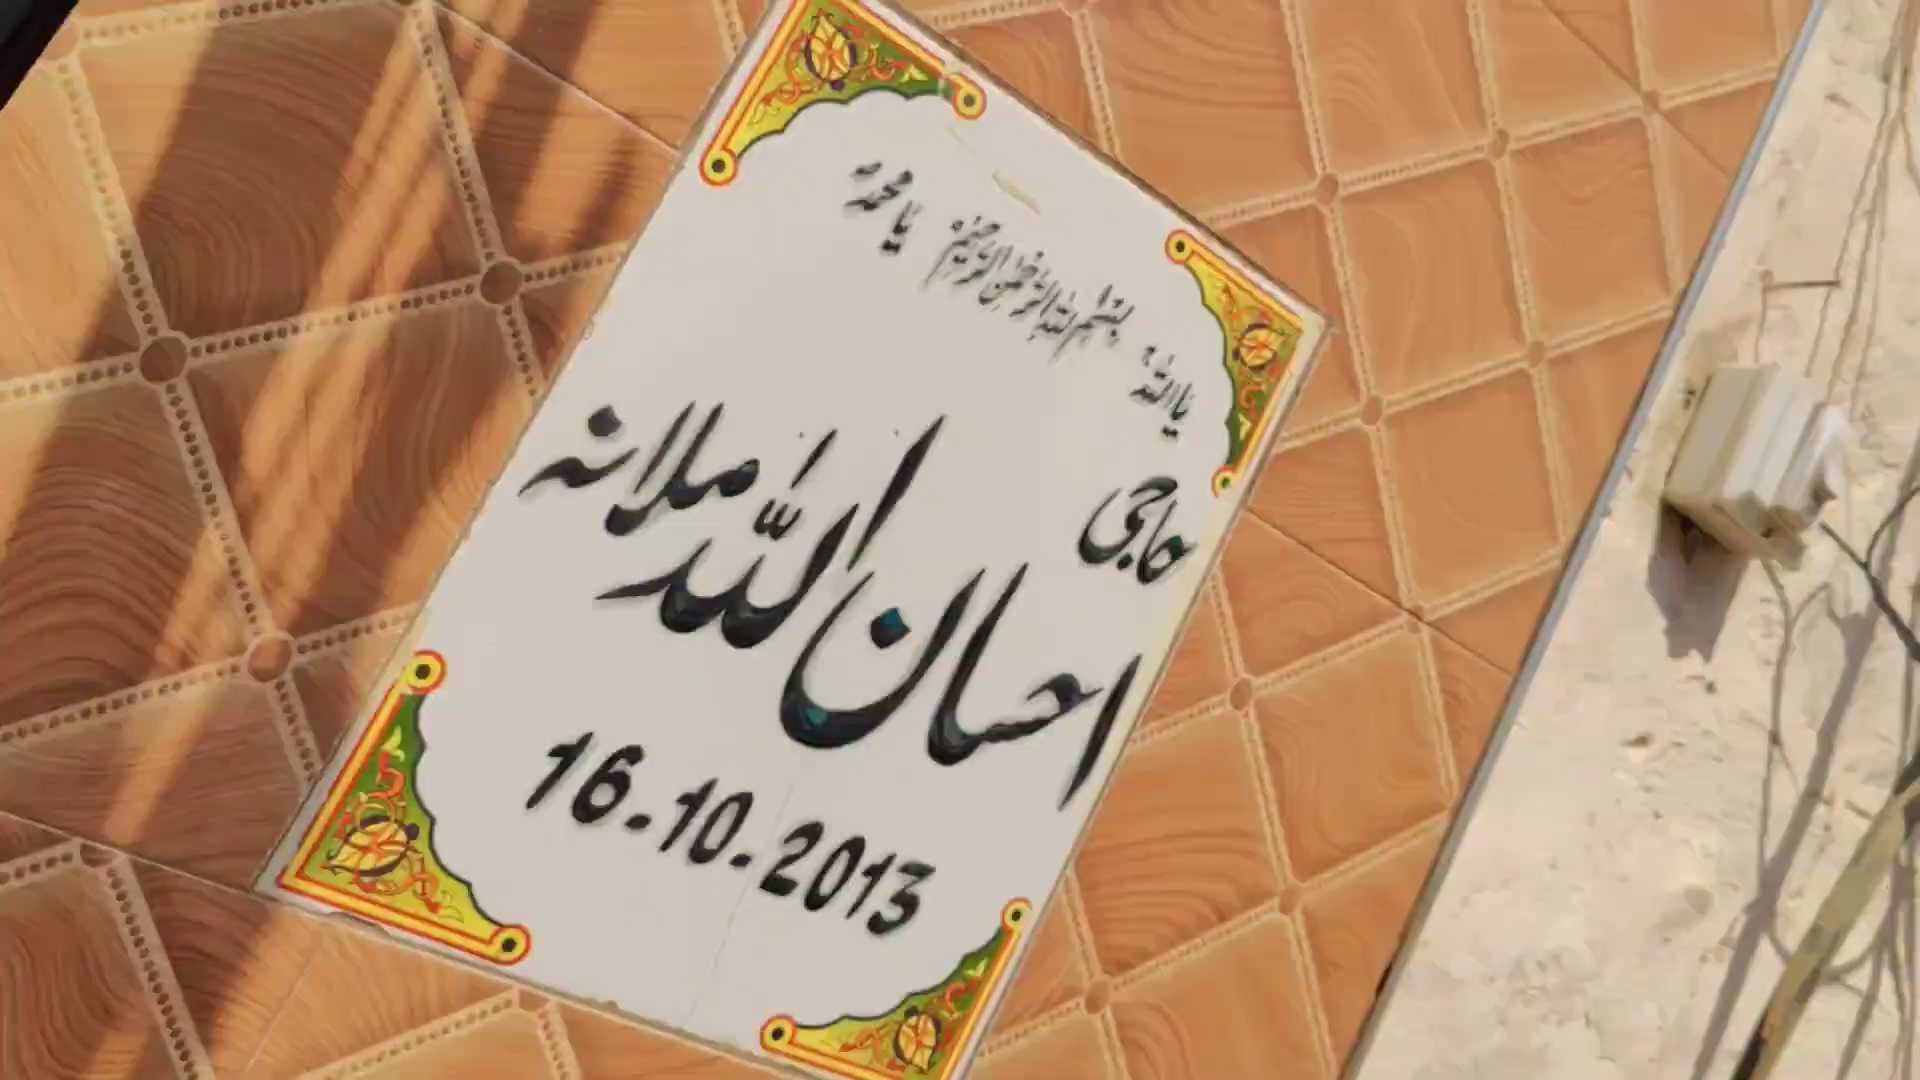 یا اللہ بسم اللہ الرحمن الرحیم یا محمد
حاجی
احسان اللہ ملانہ
16.10.2013